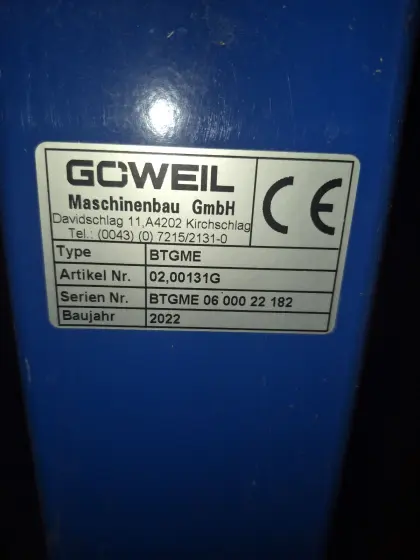 GÖWEIL
Maschinenbau GmbH
Davidschlag 11,A4202 Kirchschlag
Tel.: (0043) (0) 7215/2131-0
CE
Type BTGME
Artikel Nr. 02,00131G
Serien Nr. BTGME 06 000 22 182
Baujahr 2022